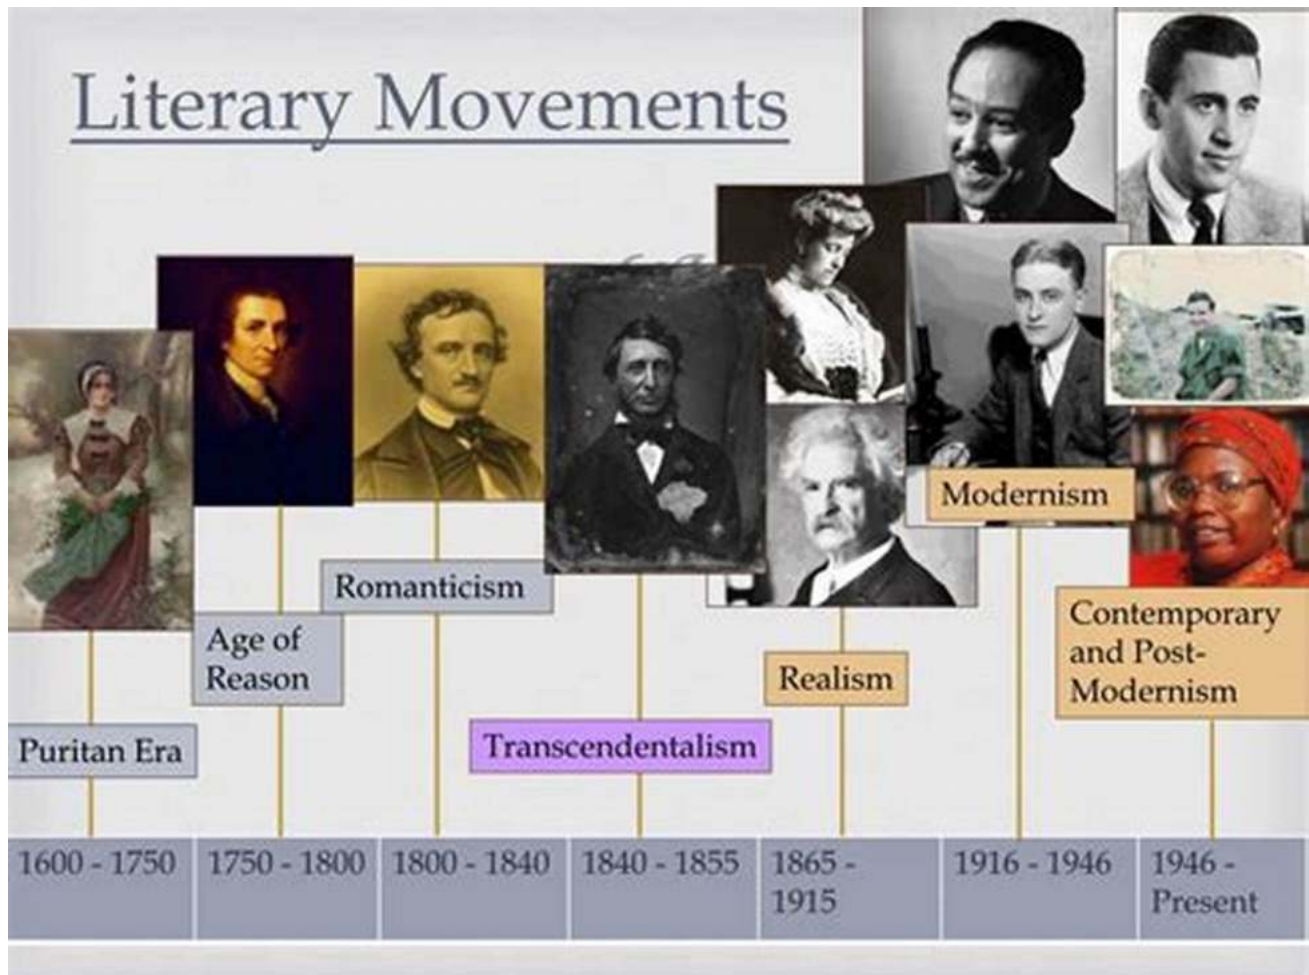 Literary Movements
Modernism
Romanticism
Contemporary
and Post-
Modernism
Age of
Reason
Realism
Puritan Era
Transcendentalism
1600 - 1750
1750 - 1800
1800 - 1840
1840 - 1855
1865 -
1915
1916 - 1946
1946 -
Present